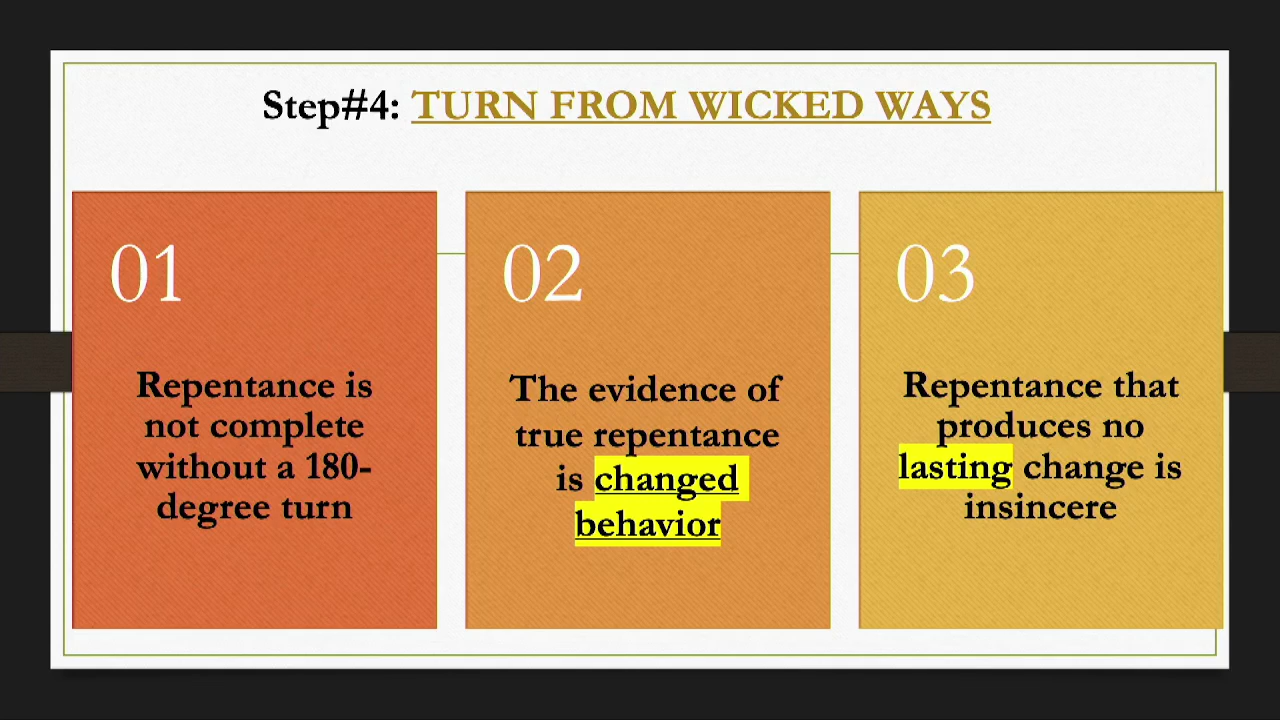 Step#4: TURN FROM WICKED WAYS
01
Repentance is
not complete
without a 180-
degree turn
02
The evidence of
true repentance
is changed
behavior
03
Repentance that
produces no
lasting change is
insincere